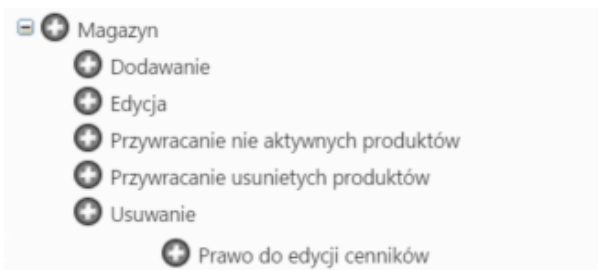 Magazyn
Dodawanie
Edycja
Przywracanie nie aktywnych produktów
Przywracanie usunietych produktów
Usuwanie
Prawo do edycji cenników